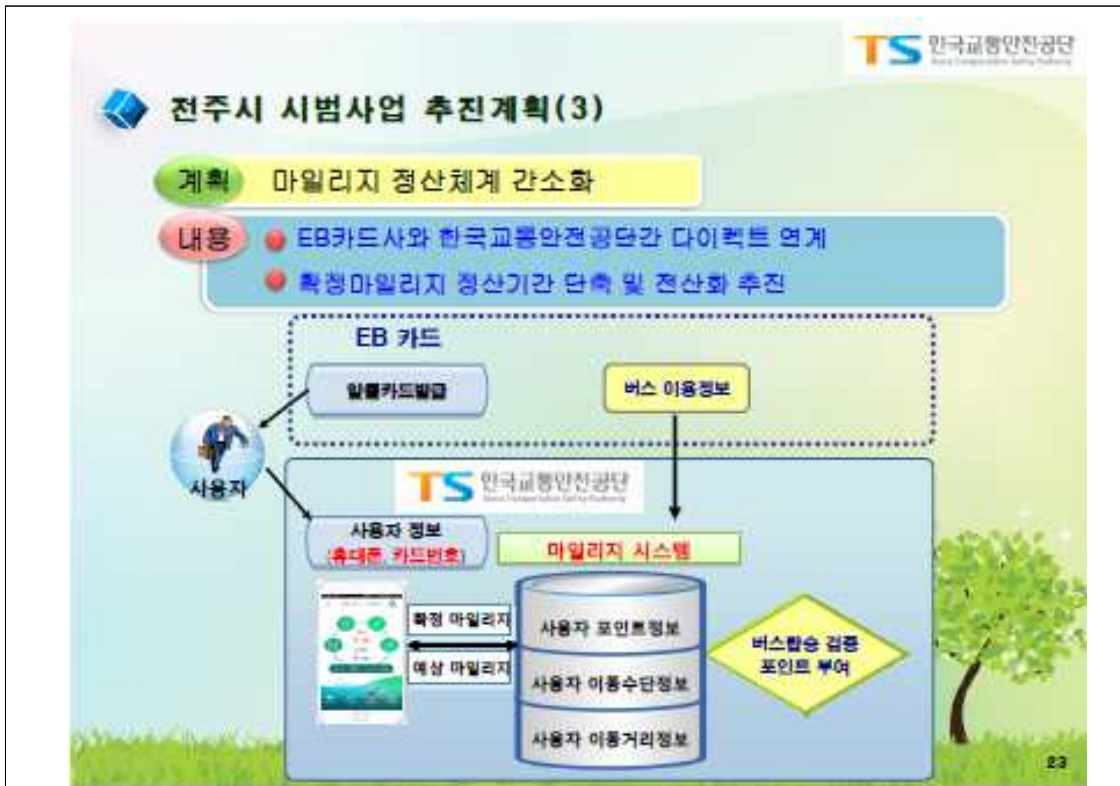 TS 한국교통안전공단
전주시 시범사업 추진계획(3)
계획 마일리지 정산체계 간소화
내용 EB카드사와 한국교통안전공단간 다이렉트 연계
확정마일리지 정산기간 단축 및 전산화 추진
EB 카드
알뜰카드발급
버스 이용정보
사용자
TS 한국교통안전공단
사용자 정보
(휴대폰, 카드번호)
마일리지 시스템
확정 마일리지
예상 마일리지
사용자 포인트정보
사용자 이동수단정보
사용자 이동거리정보
버스탑승 검증
포인트 부여
23